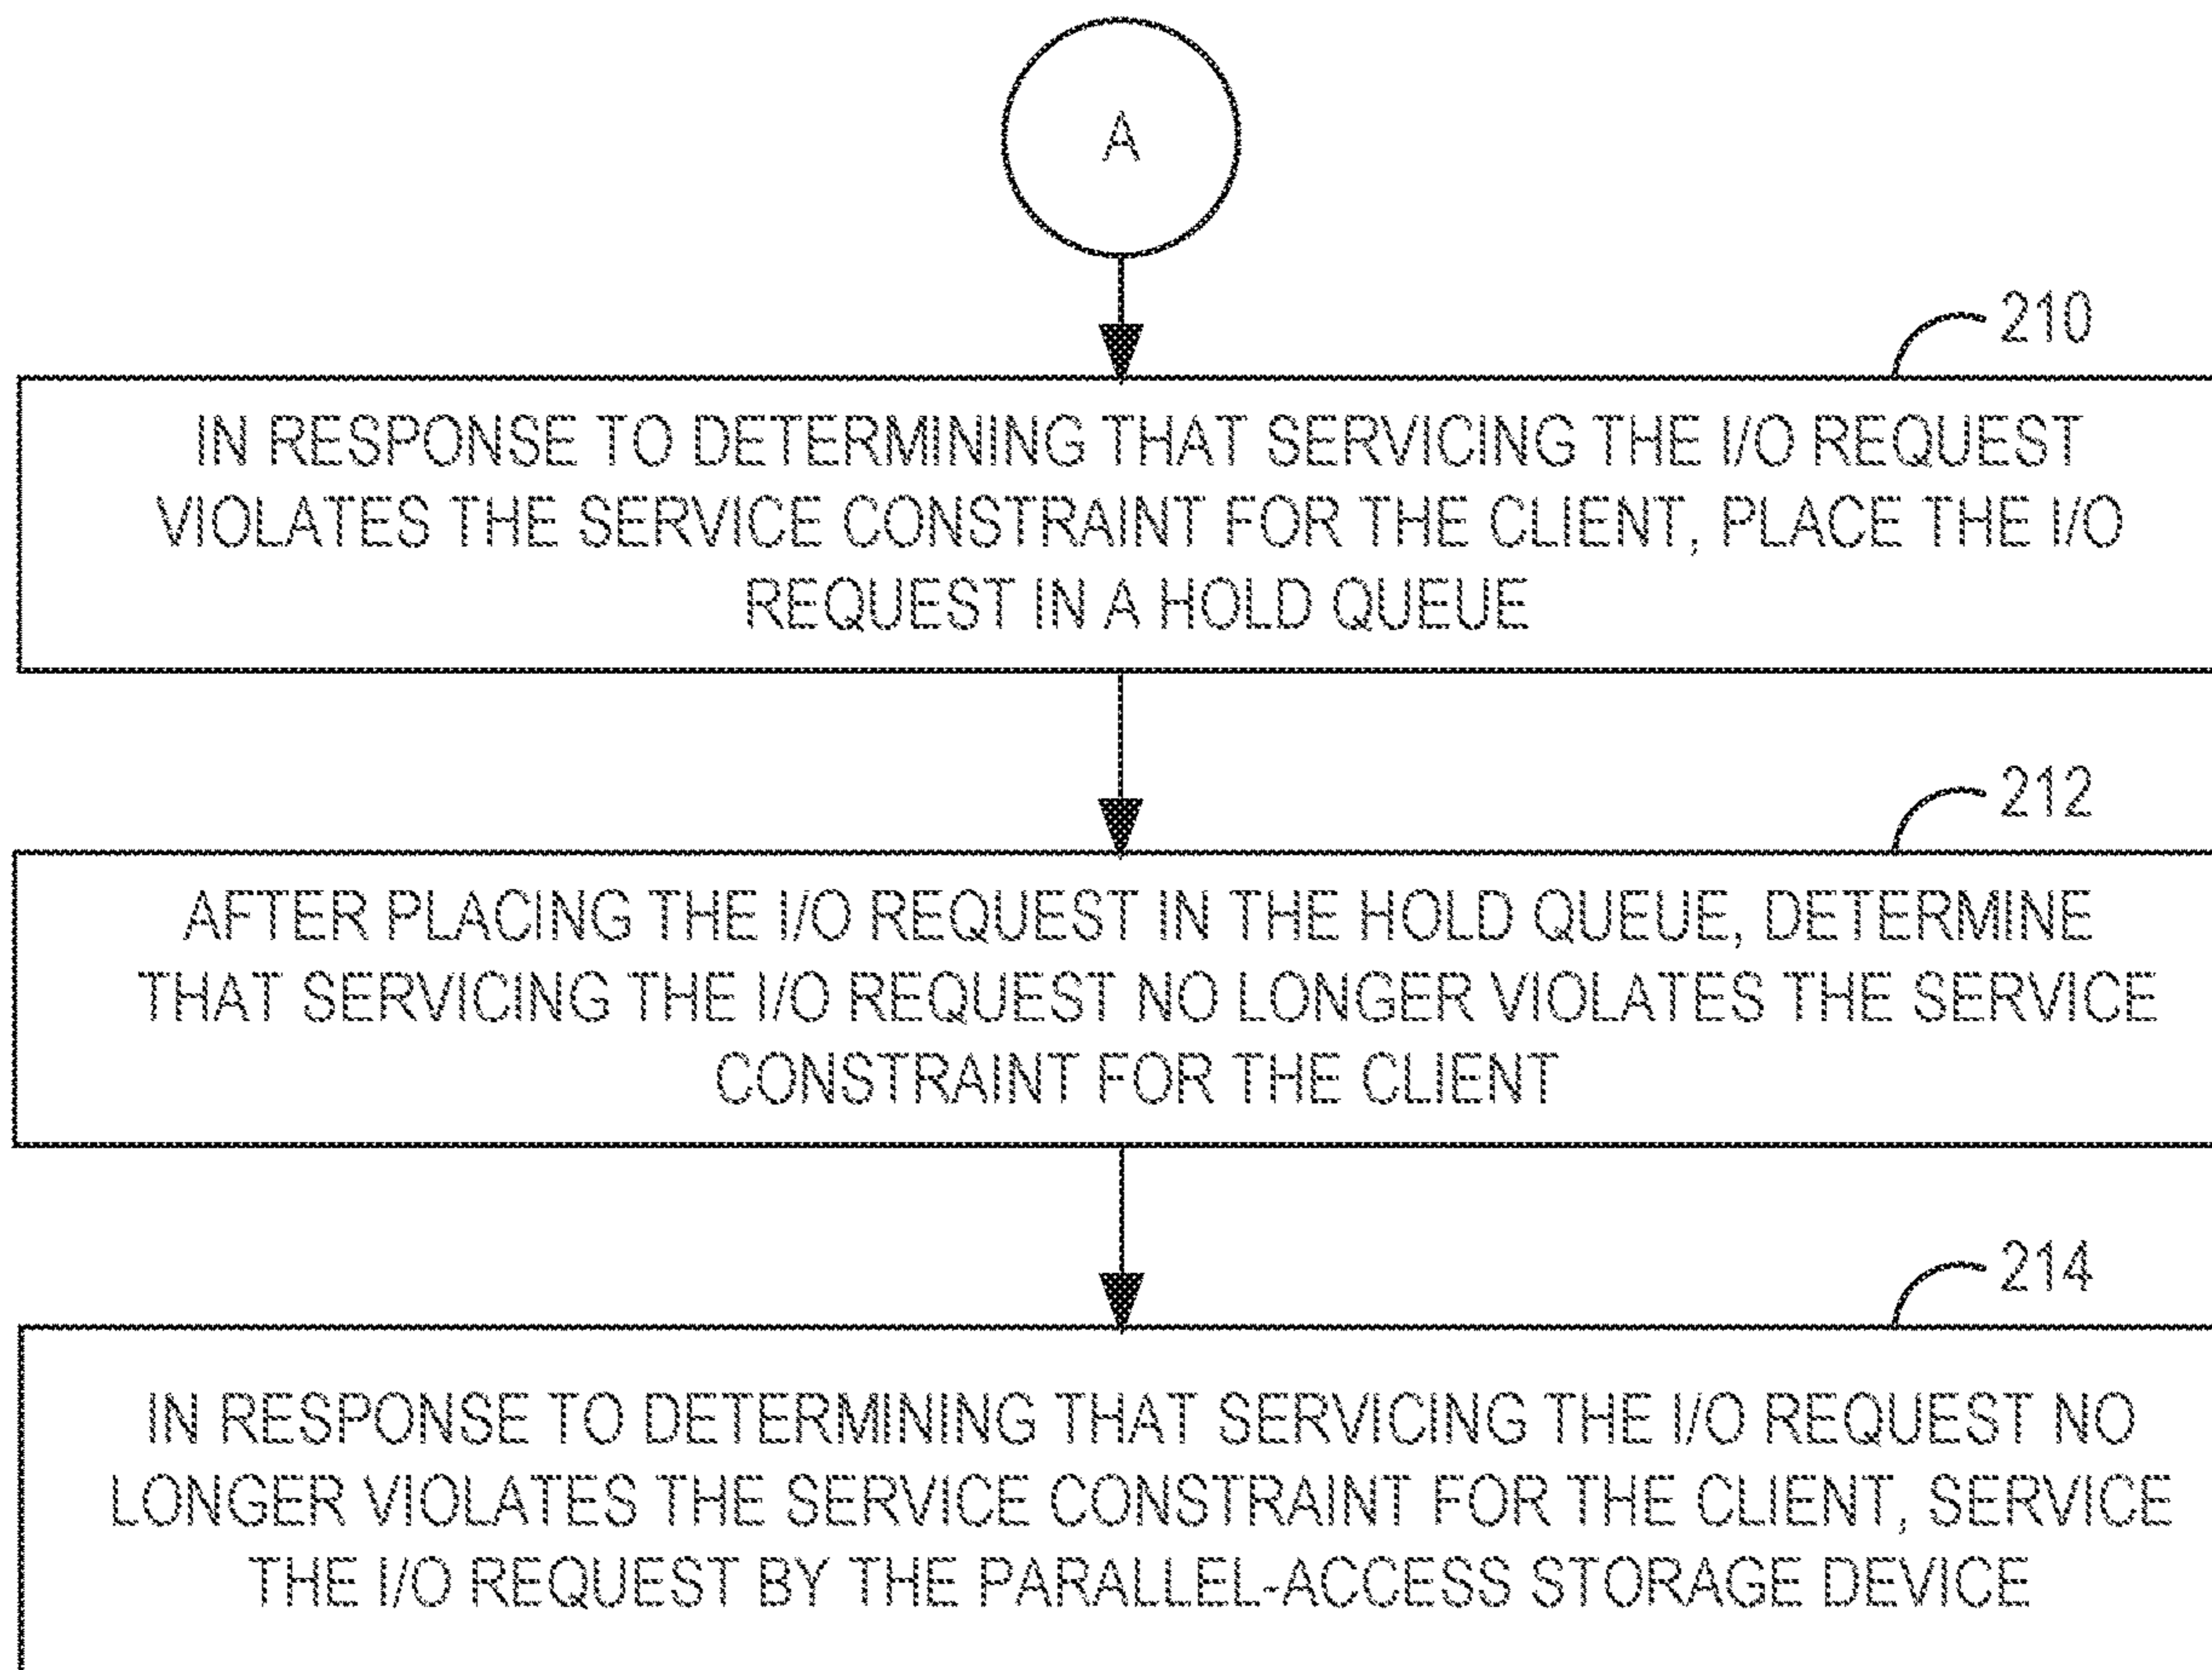 A
210
IN RESPONSE TO DETERMINING THAT SERVICING THE I/O REQUEST
VIOLATES THE SERVICE CONSTRAINT FOR THE CLIENT, PLACE THE I/O
REQUEST IN A HOLD QUEUE
212
AFTER PLACING THE I/O REQUEST IN THE HOLD QUEUE, DETERMINE
THAT SERVICING THE I/O REQUEST NO LONGER VIOLATES THE SERVICE
CONSTRAINT FOR THE CLIENT
214
IN RESPONSE TO DETERMINING THAT SERVICING THE I/O REQUEST NO
LONGER VIOLATES THE SERVICE CONSTRAINT FOR THE CLIENT, SERVICE
THE I/O REQUEST BY THE PARALLEL-ACCESS STORAGE DEVICE